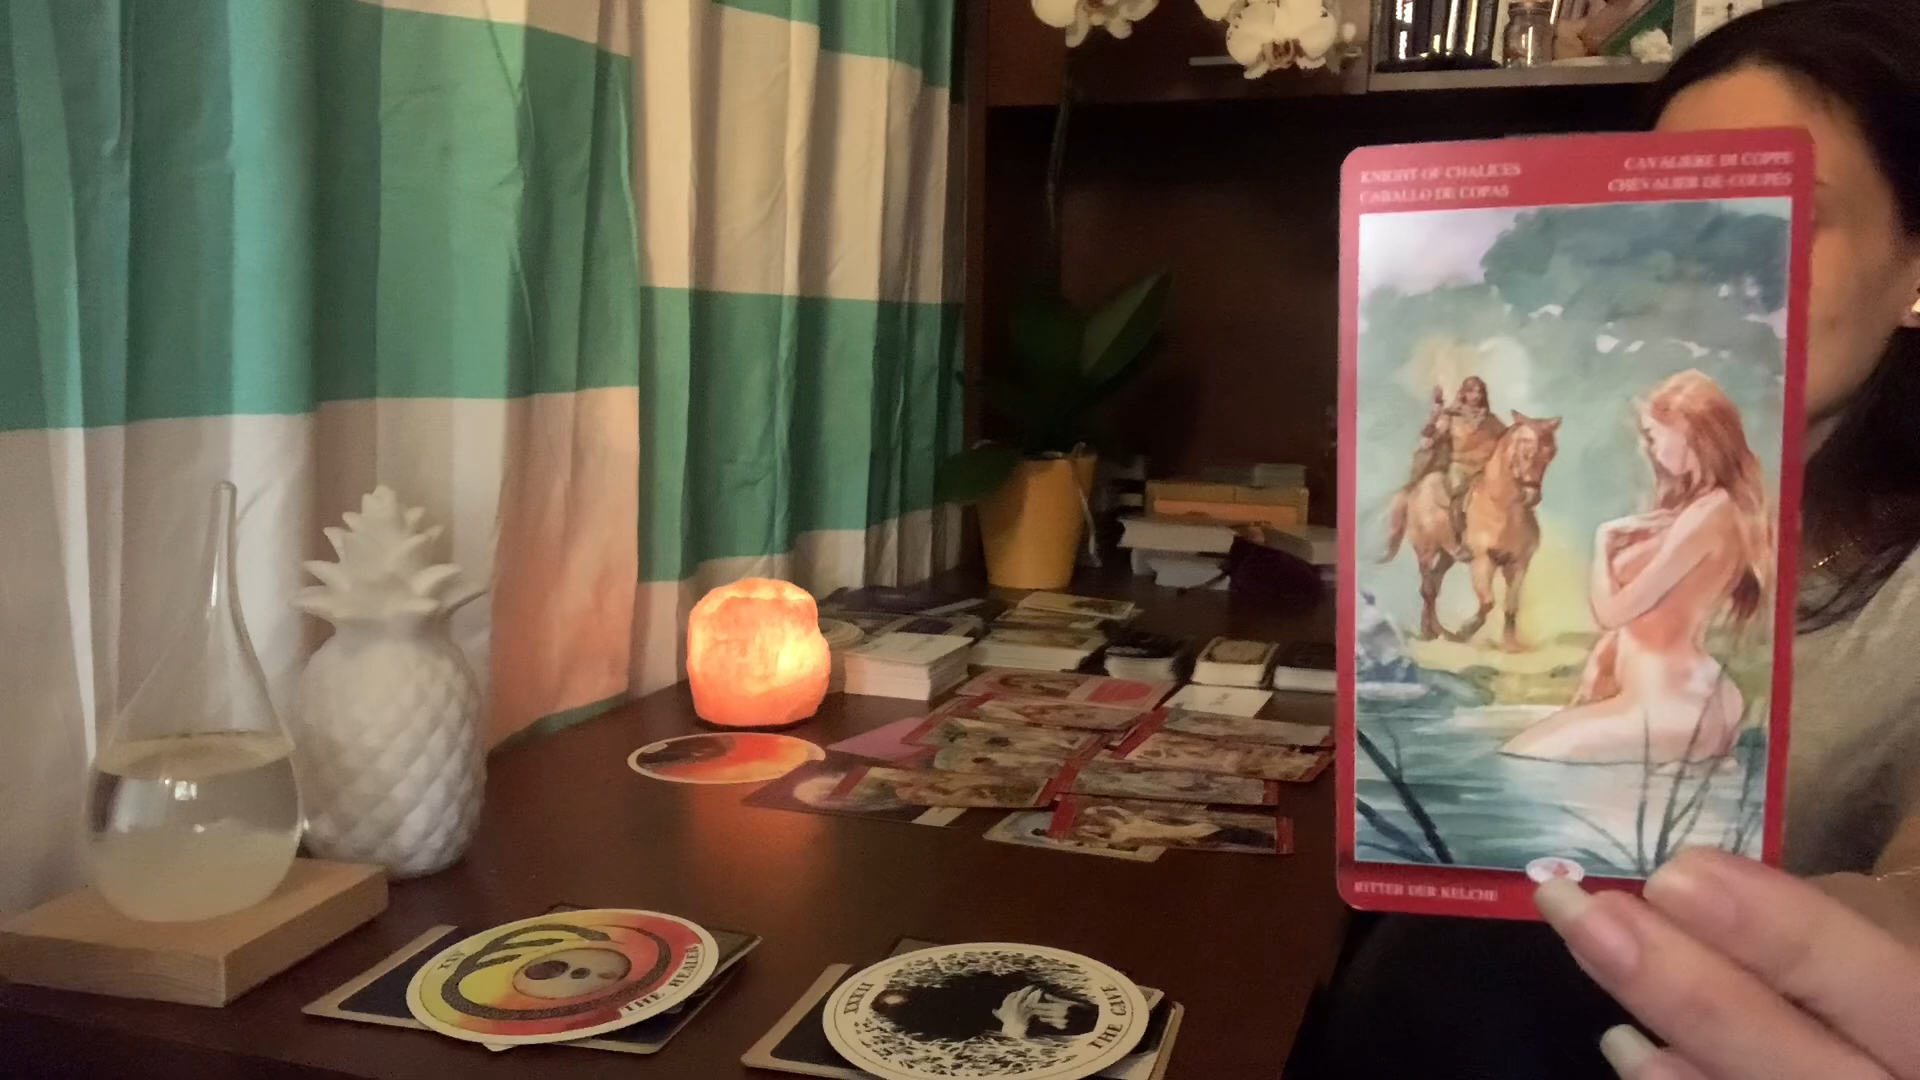 KNIGHT OF CHALICES
CABALLO DE COPAS
CAVALIERE DI COPPE
CHEVALIER DE COUPES
RITTER DER KELCHE
THE HEALER
XXXII
THE CAVE